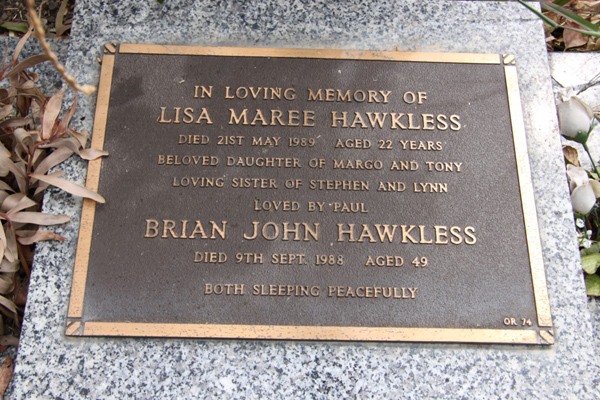 IN LOVING MEMORY OF
LISA MAREE HAWKLESS
DIED 21ST MAY 1989 AGED 22 YEARS
BELOVED DAUGHTER OF MARGO AND TONY
LOVING SISTER OF STEPHEN AND LYNN
LOVED BY PAUL
BRIAN JOHN HAWKLESS
DIED 9TH SEPT. 1988 AGED 49
BOTH SLEEPING PEACEFULLY
OR 74